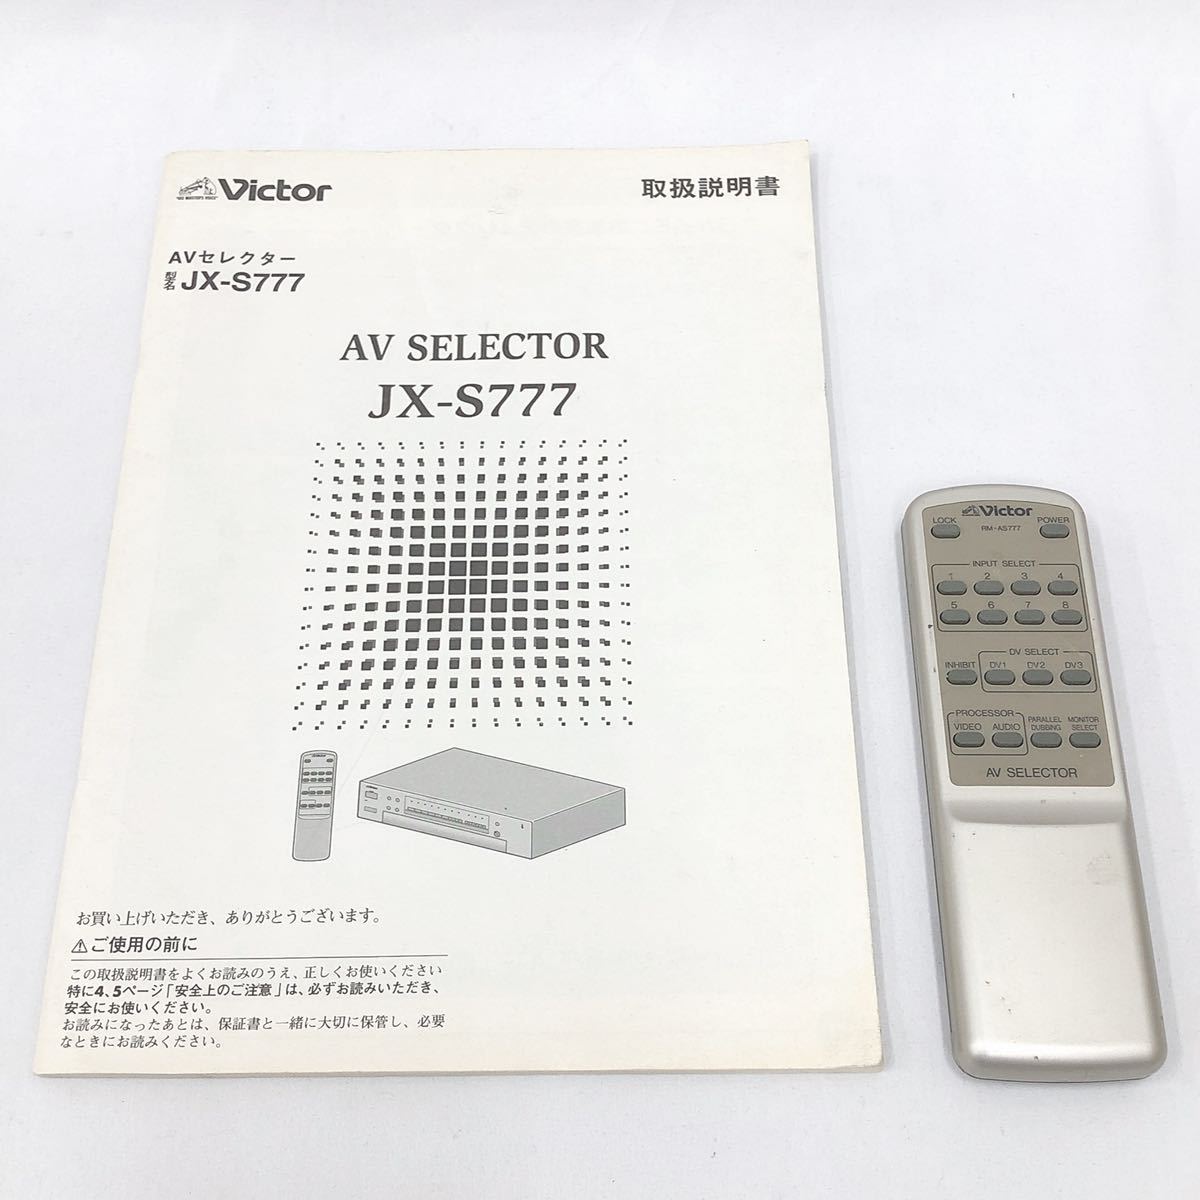 Victor
"HIS MASTER'S VOICE"
取扱説明書
AVセレクター
型名 JX-S777
AV SELECTOR
JX-S777
お買い上げいただき、ありがとうございます。
⚠ご使用の前に
この取扱説明書をよくお読みのうえ、正しくお使いください
特に4、5ページ「安全上のご注意」は、必ずお読みいただき、
安全にお使いください。
お読みになったあとは、保証書と一緒に大切に保管し、必要
なときにお読みください。
Victor
LOCK RM-AS777 POWER
INPUT SELECT
1 2 3 4
5 6 7 8
DV SELECT
INHIBIT DV1 DV2 DV3
PROCESSOR
VIDEO AUDIO PARALLEL DUBBING MONITOR SELECT
AV SELECTOR